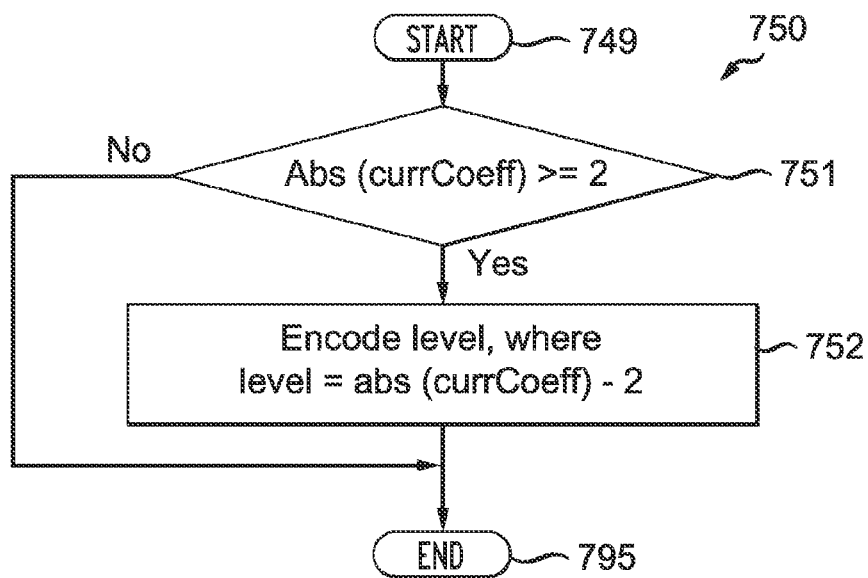 START
749
750
No
Abs (currCoeff) >= 2
751
Yes
Encode level, where
level = abs (currCoeff) - 2
752
END
795